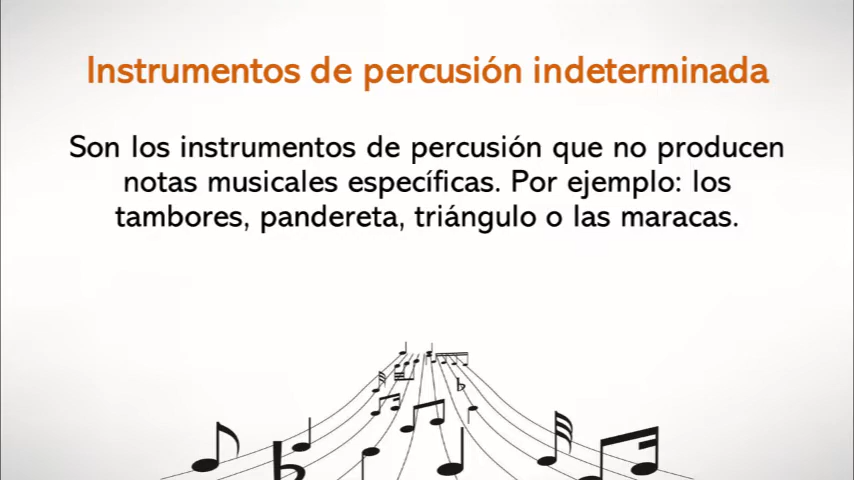 Instrumentos de percusión indeterminada
Son los instrumentos de percusión que no producen
notas musicales específicas. Por ejemplo: los
tambores, pandereta, triángulo o las maracas.